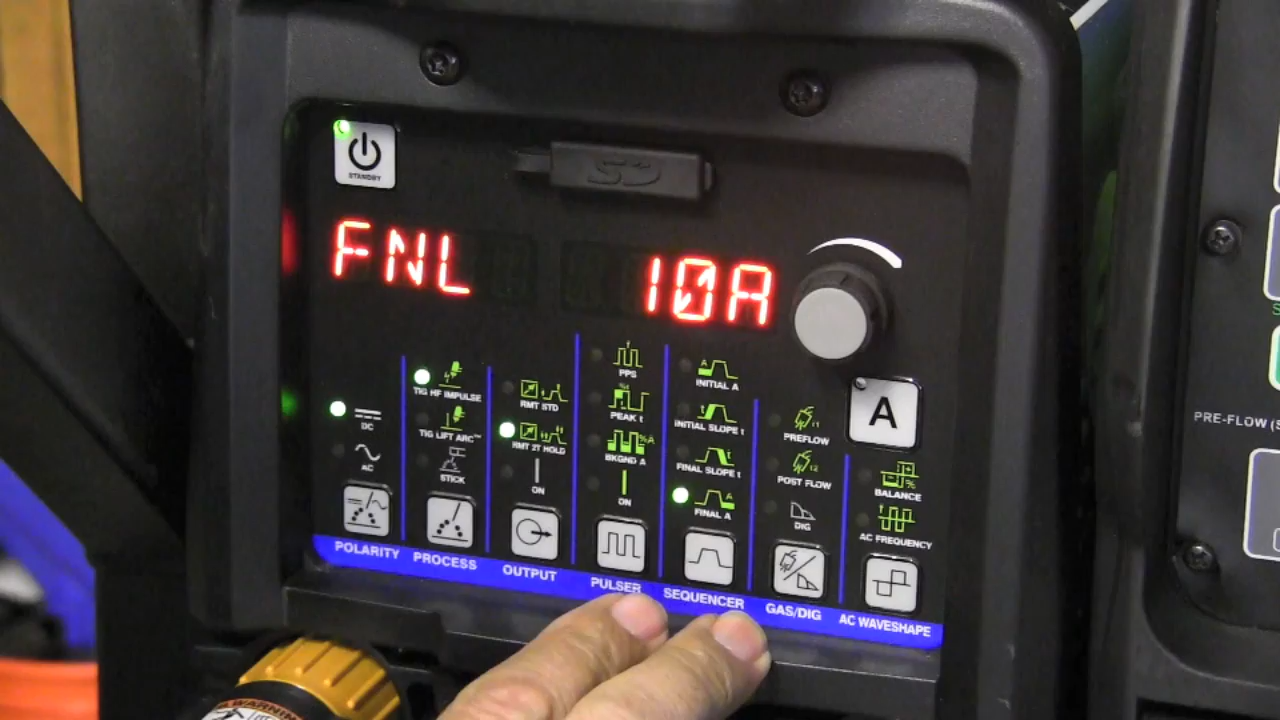 STANDBY
SD
FNL 10A
A
DC
AC
POLARITY
TIG HF IMPULSE
TIG LIFT ARC™
STICK
PROCESS
RMT STD
RMT 2T HOLD
ON
OUTPUT
PPS
PEAK t
BKGND A
ON
PULSER
INITIAL A
INITIAL SLOPE t
FINAL SLOPE t
FINAL A
SEQUENCER
PREFLOW
POST FLOW
DIG
GAS/DIG
BALANCE
AC FREQUENCY
AC WAVESHAPE
PRE-FLOW (S
WARNING